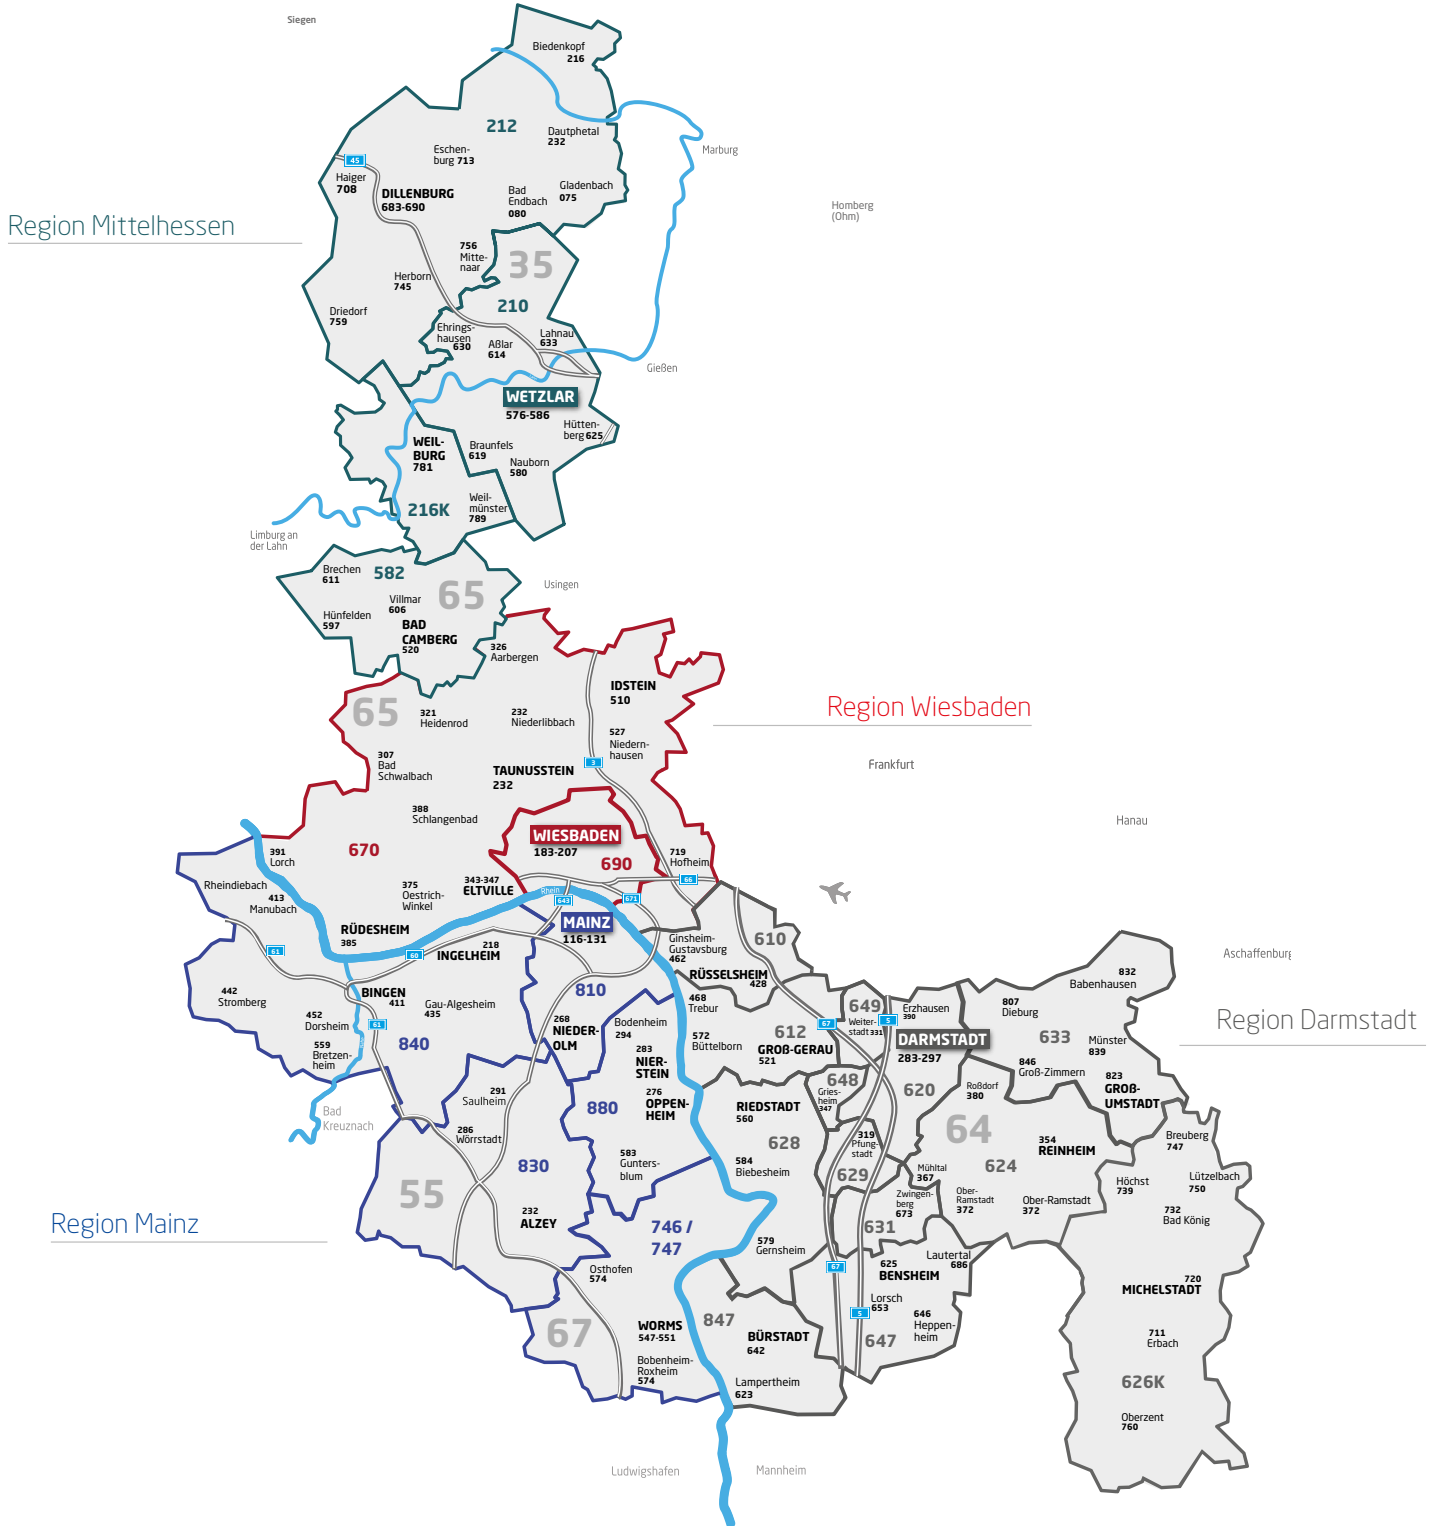 Siegen
Biedenkopf
216
212
Dautphetal
232
Marburg
Eschen-
burg 713
45
Haiger
708
DILLENBURG
683-690
Bad
Endbach
080
Gladenbach
075
Homberg
(Ohm)
Region Mittelhessen
756
Mitte-
naar
35
Herborn
745
210
Driedorf
759
Ehrings-
hausen
630
Aßlar
614
Lahnau
633
Gießen
WETZLAR
576-586
Hütten-
berg 625
WEIL-
BURG
781
Braunfels
619
Nauborn
580
216K
Weil-
münster
789
Limburg an
der Lahn
Brechen
611
582
65
Usingen
Villmar
606
Hünfelden
597
BAD
CAMBERG
520
326
Aarbergen
IDSTEIN
510
Region Wiesbaden
65
321
Heidenrod
232
Niederlibbach
527
Niedern-
hausen
307
Bad
Schwalbach
TAUNUSSTEIN
232
3
Frankfurt
388
Schlangenbad
Hanau
WIESBADEN
183-207
690
670
391
Lorch
719
Hofheim
66
Rheindiebach
413
Manubach
375
Oestrich-
Winkel
343-347
ELTVILLE
Rhein
643
671
MAINZ
116-131
RÜDESHEIM
385
61
60
218
INGELHEIM
Ginsheim-
Gustavsburg
462
610
Aschaffenburg
832
Babenhausen
RÜSSELSHEIM
428
442
Stromberg
BINGEN
411
Gau-Algesheim
435
810
468
Trebur
649
Weiter-
stadt 331
Erzhausen
390
807
Dieburg
Region Darmstadt
452
Dorsheim
61
268
NIEDER-
OLM
Bodenheim
294
612
67
5
DARMSTADT
283-297
633
559
Bretzen-
heim
840
283
NIER-
STEIN
572
Büttelborn
GROß-GERAU
521
Münster
839
846
Groß-Zimmern
648
Gries-
heim
347
620
Roßdorf
380
823
GROß-
UMSTADT
291
Saulheim
276
OPPEN-
HEIM
880
RIEDSTADT
560
Bad
Kreuznach
286
Wörrstadt
64
628
319
Pfung-
stadt
354
REINHEIM
Breuberg
747
830
583
Gunters-
blum
584
Biebesheim
629
Mühltal
367
624
Höchst
739
Lützelbach
750
55
Zwingen-
berg
673
Ober-
Ramstadt
372
Ober-Ramstadt
372
732
Bad König
Region Mainz
232
ALZEY
746 /
747
631
579
Gernsheim
Lautertal
686
Osthofen
574
67
625
BENSHEIM
720
MICHELSTADT
Lorsch
653
5
646
Heppen-
heim
67
WORMS
547-551
847
BÜRSTADT
642
647
711
Erbach
Bobenheim-
Roxheim
574
Lampertheim
623
626K
Oberzent
760
Ludwigshafen
Mannheim